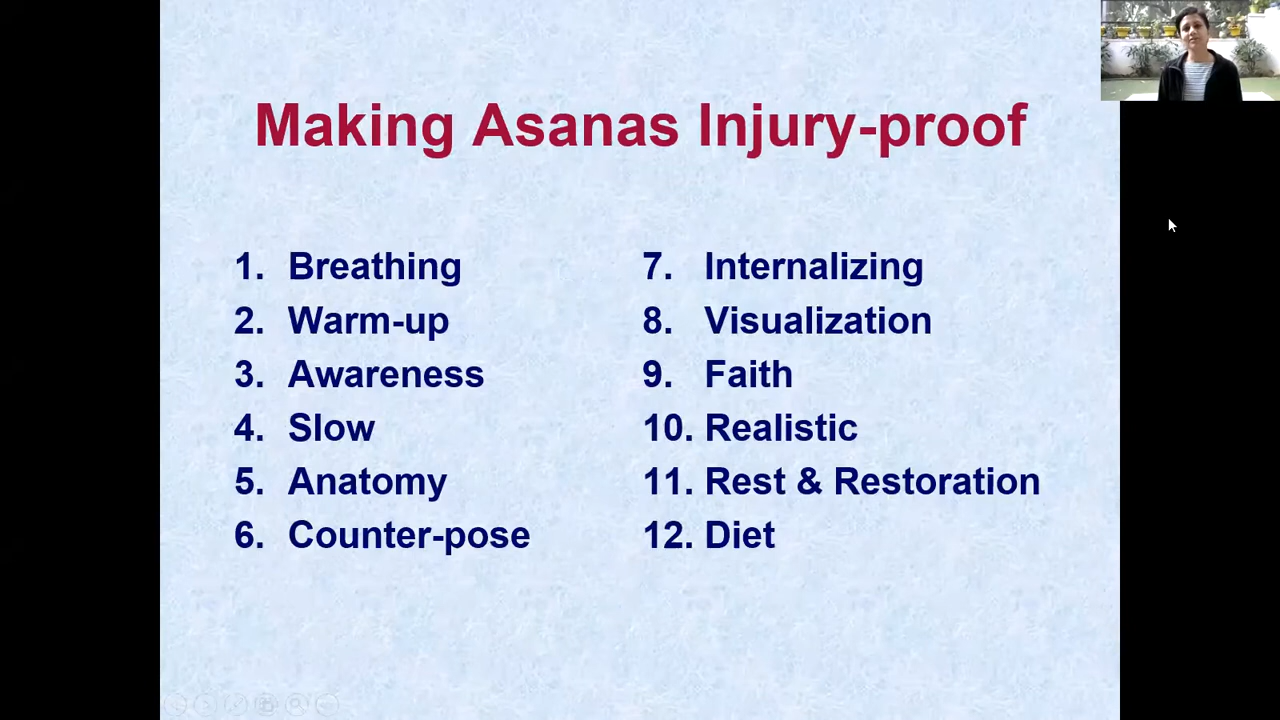 Making Asanas Injury-proof
1. Breathing
2. Warm-up
3. Awareness
4. Slow
5. Anatomy
6. Counter-pose
7. Internalizing
8. Visualization
9. Faith
10. Realistic
11. Rest & Restoration
12. Diet